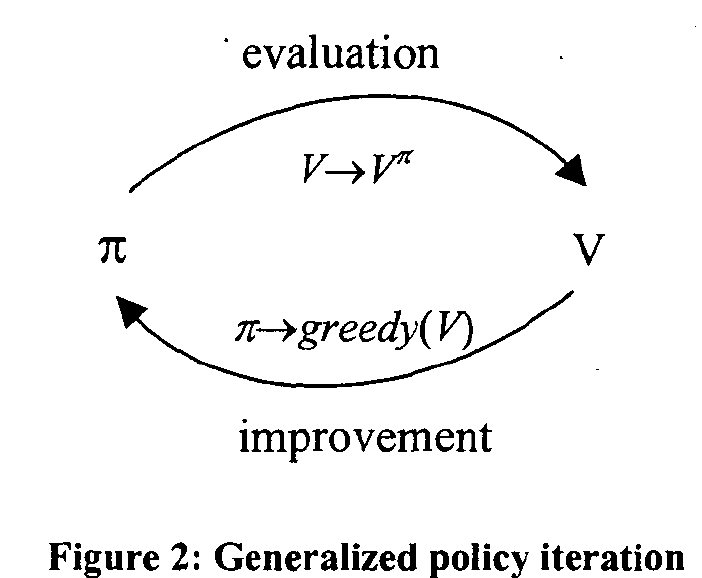 evaluation
V→V^π
π V
π→greedy(V)
improvement
Figure 2: Generalized policy iteration